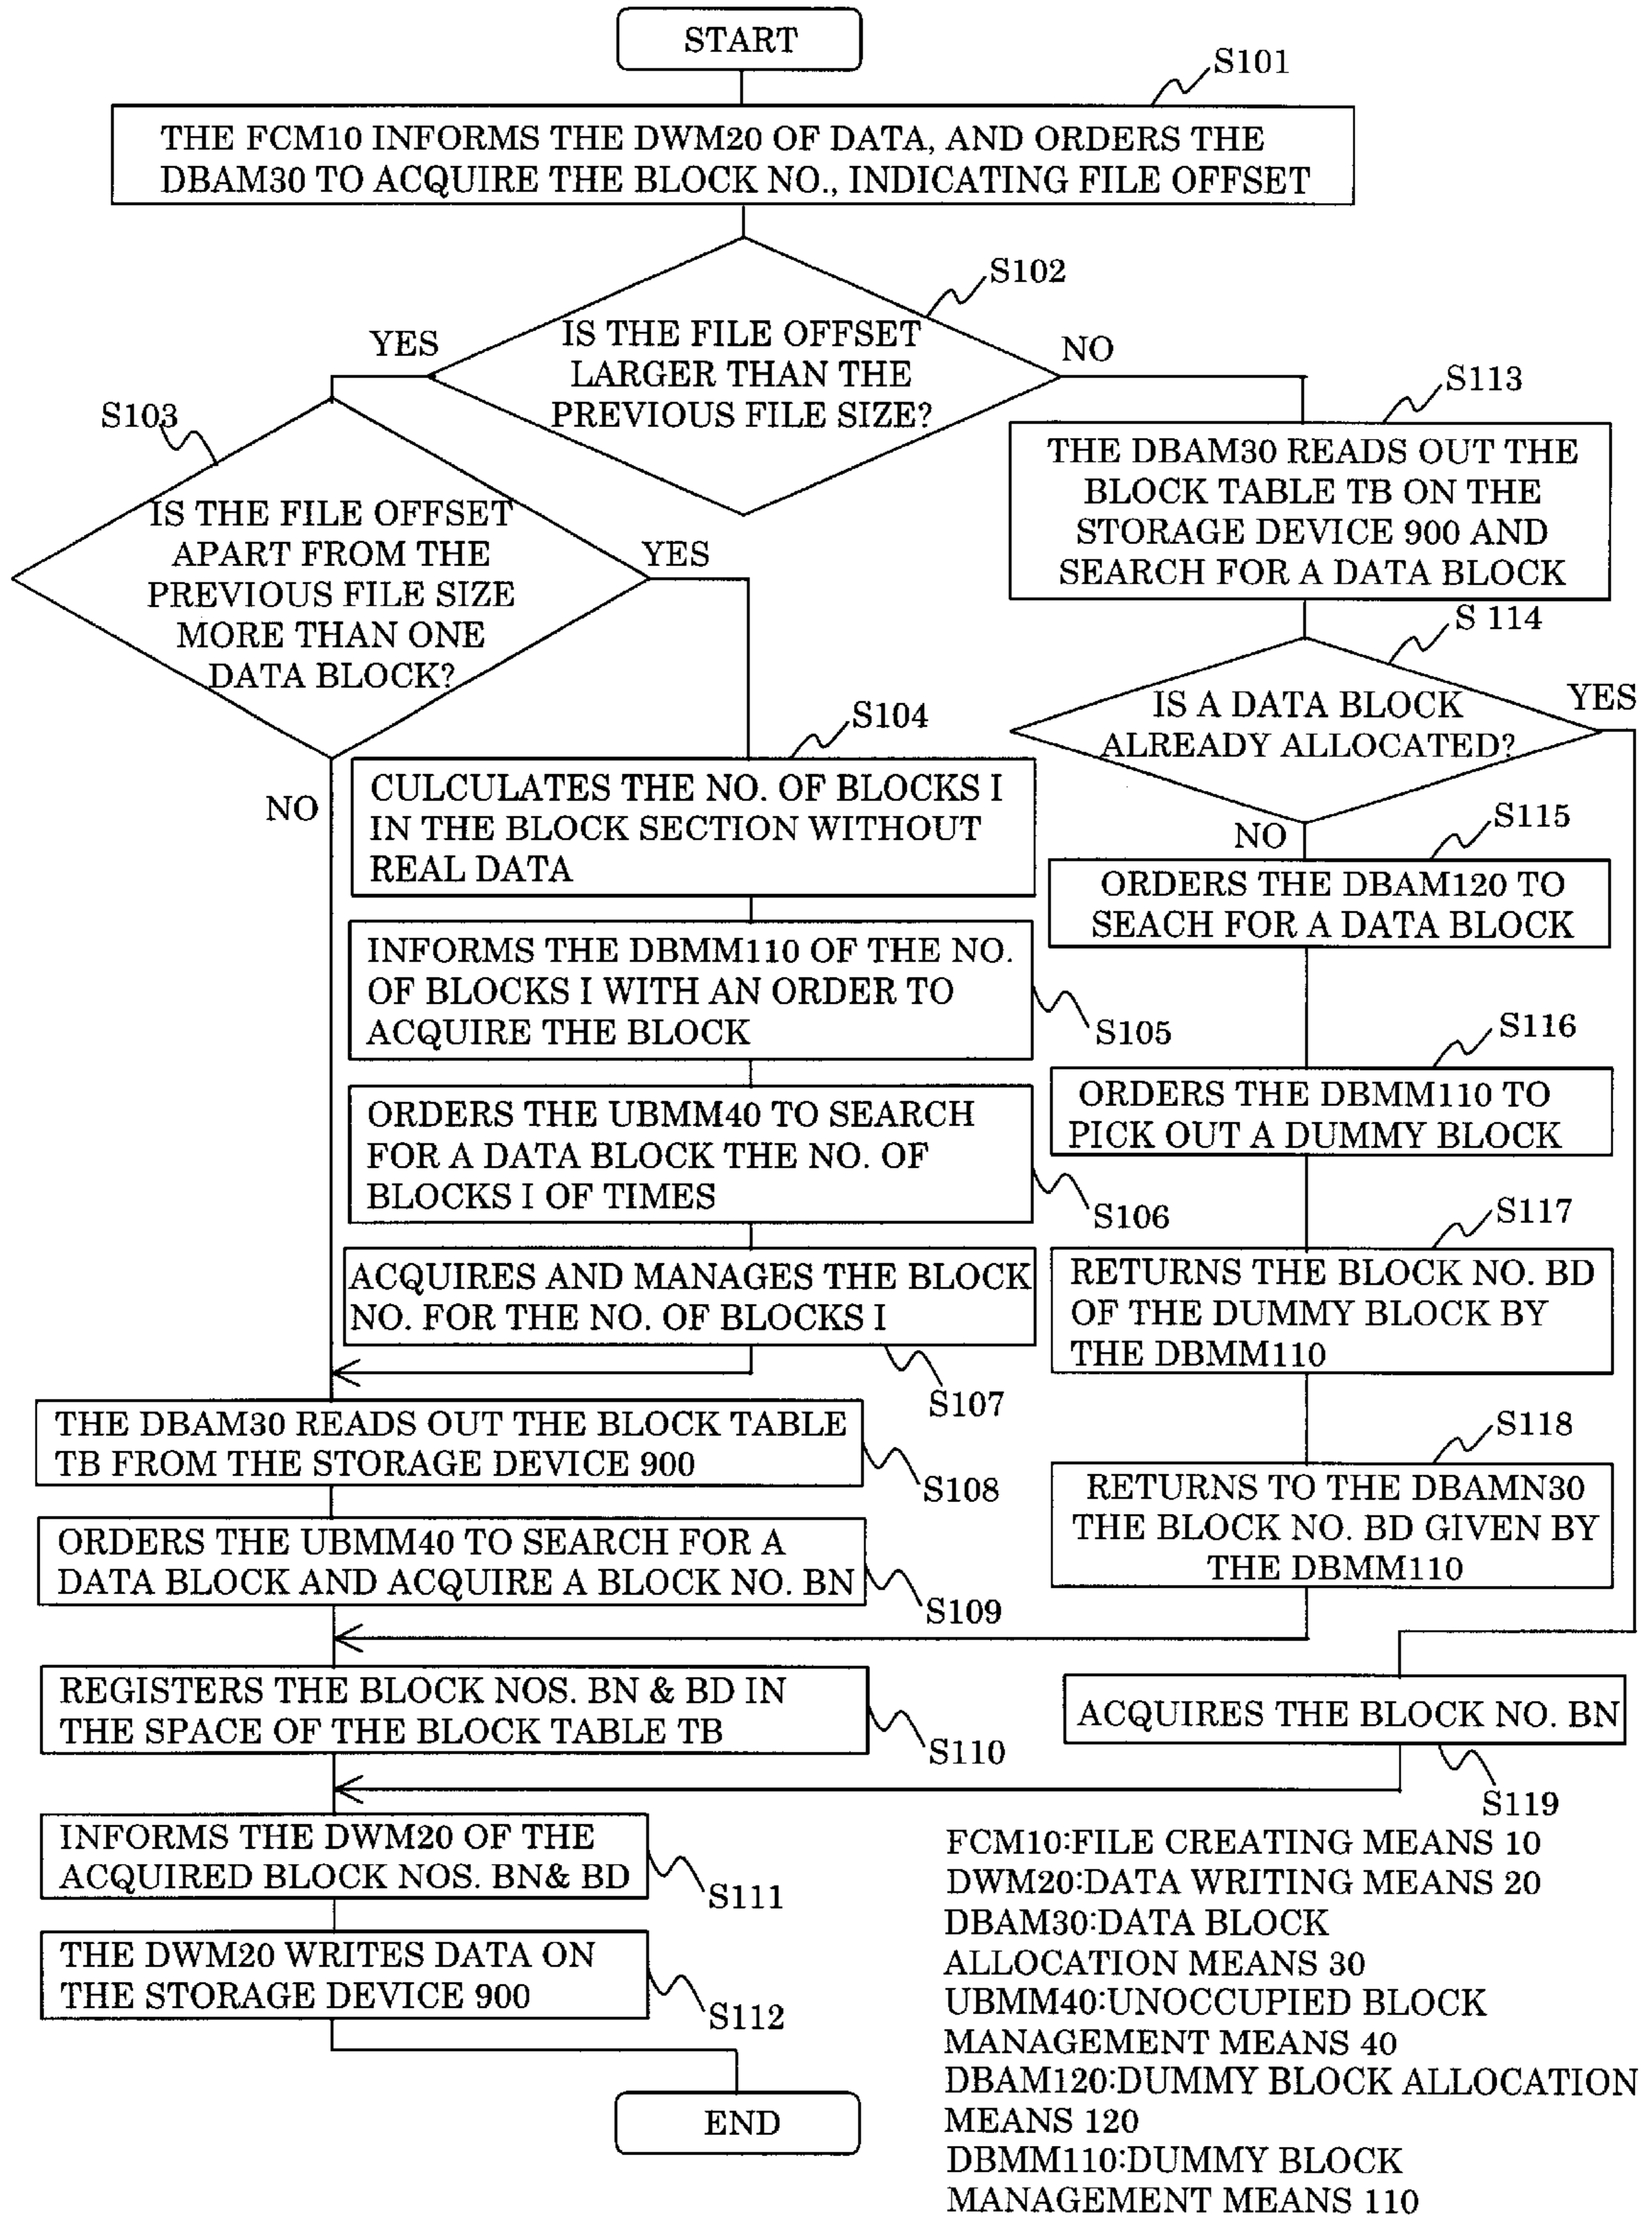 START
S101
THE FCM10 INFORMS THE DWM20 OF DATA, AND ORDERS THE
DBAM30 TO ACQUIRE THE BLOCK NO., INDICATING FILE OFFSET
S102
IS THE FILE OFFSET
LARGER THAN THE
PREVIOUS FILE SIZE?
YES
NO
S103
IS THE FILE OFFSET
APART FROM THE
PREVIOUS FILE SIZE
MORE THAN ONE
DATA BLOCK?
YES
NO
S104
CULCULATES THE NO. OF BLOCKS I
IN THE BLOCK SECTION WITHOUT
REAL DATA
INFORMS THE DBMM110 OF THE NO.
OF BLOCKS I WITH AN ORDER TO
ACQUIRE THE BLOCK
S105
ORDERS THE UBMM40 TO SEARCH
FOR A DATA BLOCK THE NO. OF
BLOCKS I OF TIMES
S106
ACQUIRES AND MANAGES THE BLOCK
NO. FOR THE NO. OF BLOCKS I
S107
THE DBAM30 READS OUT THE BLOCK TABLE
TB FROM THE STORAGE DEVICE 900
S108
ORDERS THE UBMM40 TO SEARCH FOR A
DATA BLOCK AND ACQUIRE A BLOCK NO. BN
S109
REGISTERS THE BLOCK NOS. BN & BD IN
THE SPACE OF THE BLOCK TABLE TB
S110
INFORMS THE DWM20 OF THE
ACQUIRED BLOCK NOS. BN& BD
S111
THE DWM20 WRITES DATA ON
THE STORAGE DEVICE 900
S112
END
S113
THE DBAM30 READS OUT THE
BLOCK TABLE TB ON THE
STORAGE DEVICE 900 AND
SEARCH FOR A DATA BLOCK
S 114
IS A DATA BLOCK
ALREADY ALLOCATED?
YES
NO
S115
ORDERS THE DBAM120 TO
SEACH FOR A DATA BLOCK
S116
ORDERS THE DBMM110 TO
PICK OUT A DUMMY BLOCK
S117
RETURNS THE BLOCK NO. BD
OF THE DUMMY BLOCK BY
THE DBMM110
S118
RETURNS TO THE DBAMN30
THE BLOCK NO. BD GIVEN BY
THE DBMM110
ACQUIRES THE BLOCK NO. BN
S119
FCM10:FILE CREATING MEANS 10
DWM20:DATA WRITING MEANS 20
DBAM30:DATA BLOCK
ALLOCATION MEANS 30
UBMM40:UNOCCUPIED BLOCK
MANAGEMENT MEANS 40
DBAM120:DUMMY BLOCK ALLOCATION
MEANS 120
DBMM110:DUMMY BLOCK
MANAGEMENT MEANS 110